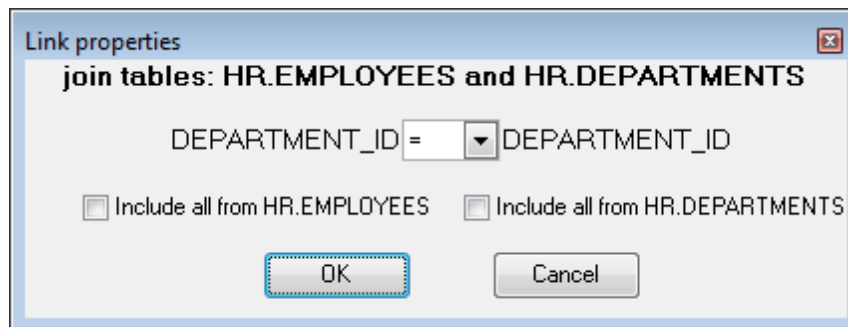 Link properties
join tables: HR.EMPLOYEES and HR.DEPARTMENTS
DEPARTMENT_ID = DEPARTMENT_ID
Include all from HR.EMPLOYEES Include all from HR.DEPARTMENTS
OK Cancel